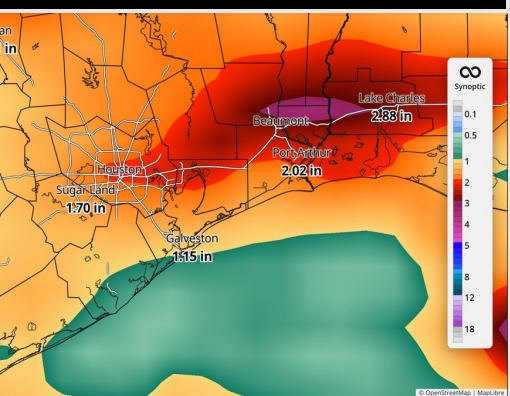 an
in
Synoptic
0.1
0.5
1
2
3
4
5
8
12
18
Lake Charles
2.88 in
Beaumont
Port Arthur
2.02 in
Houston
Sugar Land
1.70 in
Galveston
1.15 in
© OpenStreetMap | MapLibre